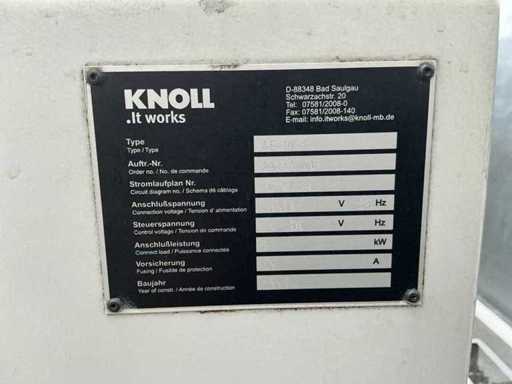 KNOLL
.It works
D-88348 Bad Saulgau
Schwarzachstr. 20
Tel: 07581/2008-0
Fax: 07581/2008-140
E-mail: info.itworks@knoll-mb.de
Type
Type / Type
Auftr.-Nr.
Order no. / No. de commande
Stromlaufplan Nr.
Circuit diagram no. / Schéma de câblage
Anschlußspannung
Connection voltage / Tension d' alimentation
V Hz
Steuerspannung
Control voltage / Tension de commande
V Hz
Anschlußleistung
Connect load / Puissance connectée
kW
Vorsicherung
Fusing / Fusible de protection
A
Baujahr
Year of constr. / Année de construction